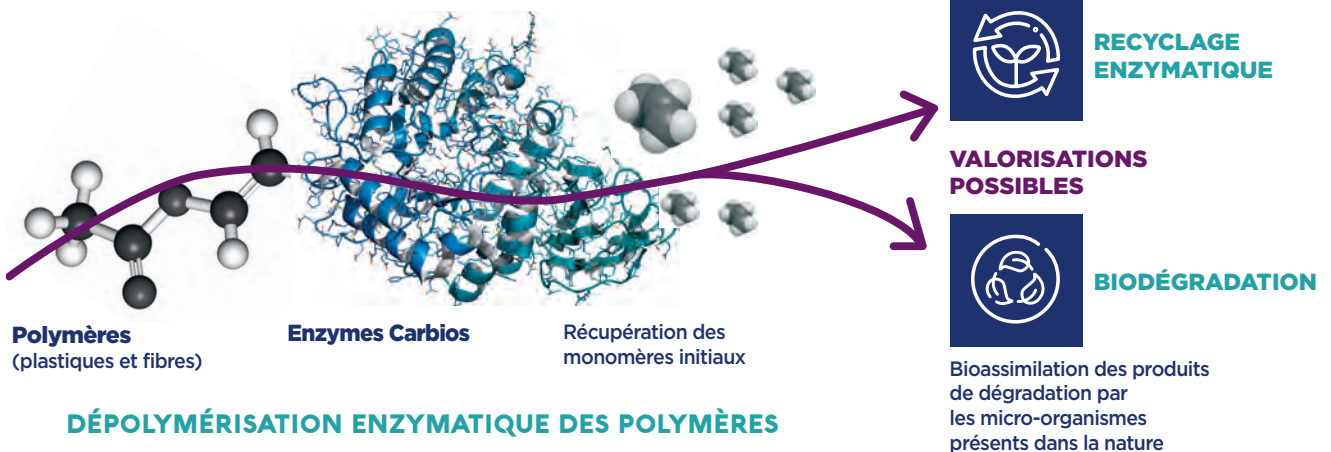 RECYCLAGE
ENZYMATIQUE
VALORISATIONS
POSSIBLES
BIODÉGRADATION
Polymères
(plastiques et fibres)
Enzymes Carbios
Récupération des
monomères initiaux
Bioassimilation des produits
de dégradation par
les micro-organismes
présents dans la nature
DÉPOLYMÉRISATION ENZYMATIQUE DES POLYMÈRES